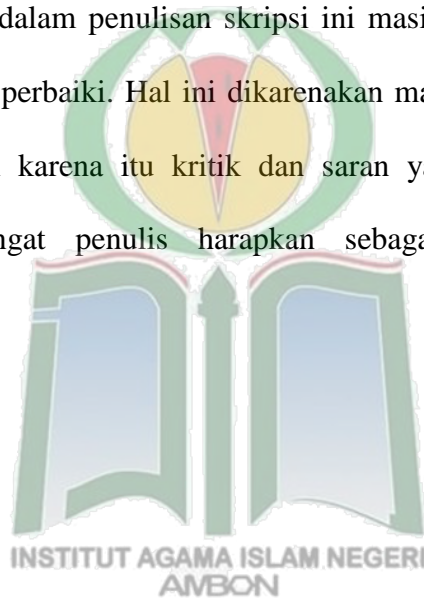 dalam penulisan skripsi ini masi
perbaiki. Hal ini dikarenakan ma
karena itu kritik dan saran ya
ngat penulis harapkan sebaga
INSTITUT AGAMA ISLAM NEGERI
AMBON